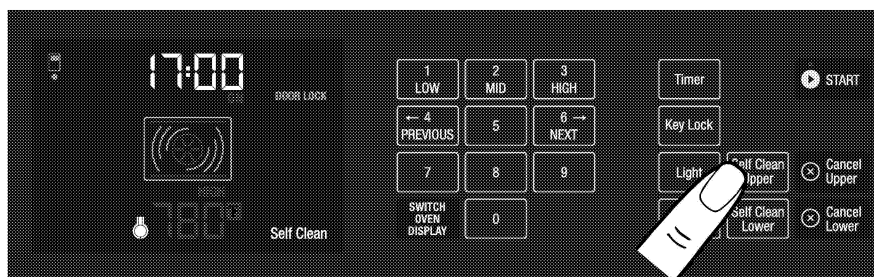 17:00
DOOR LOCK
Self Clean
1
LOW
2
MID
3
HIGH
← 4
PREVIOUS
5
6 →
NEXT
7
8
9
SWITCH
OVEN
DISPLAY
0
Timer
Key Lock
Light
Self Clean
Upper
Self Clean
Lower
START
Cancel
Upper
Cancel
Lower